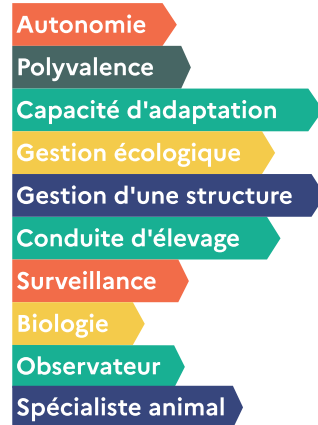 Autonomie
Polyvalence
Capacité d'adaptation
Gestion écologique
Gestion d'une structure
Conduite d'élevage
Surveillance
Biologie
Observateur
Spécialiste animal